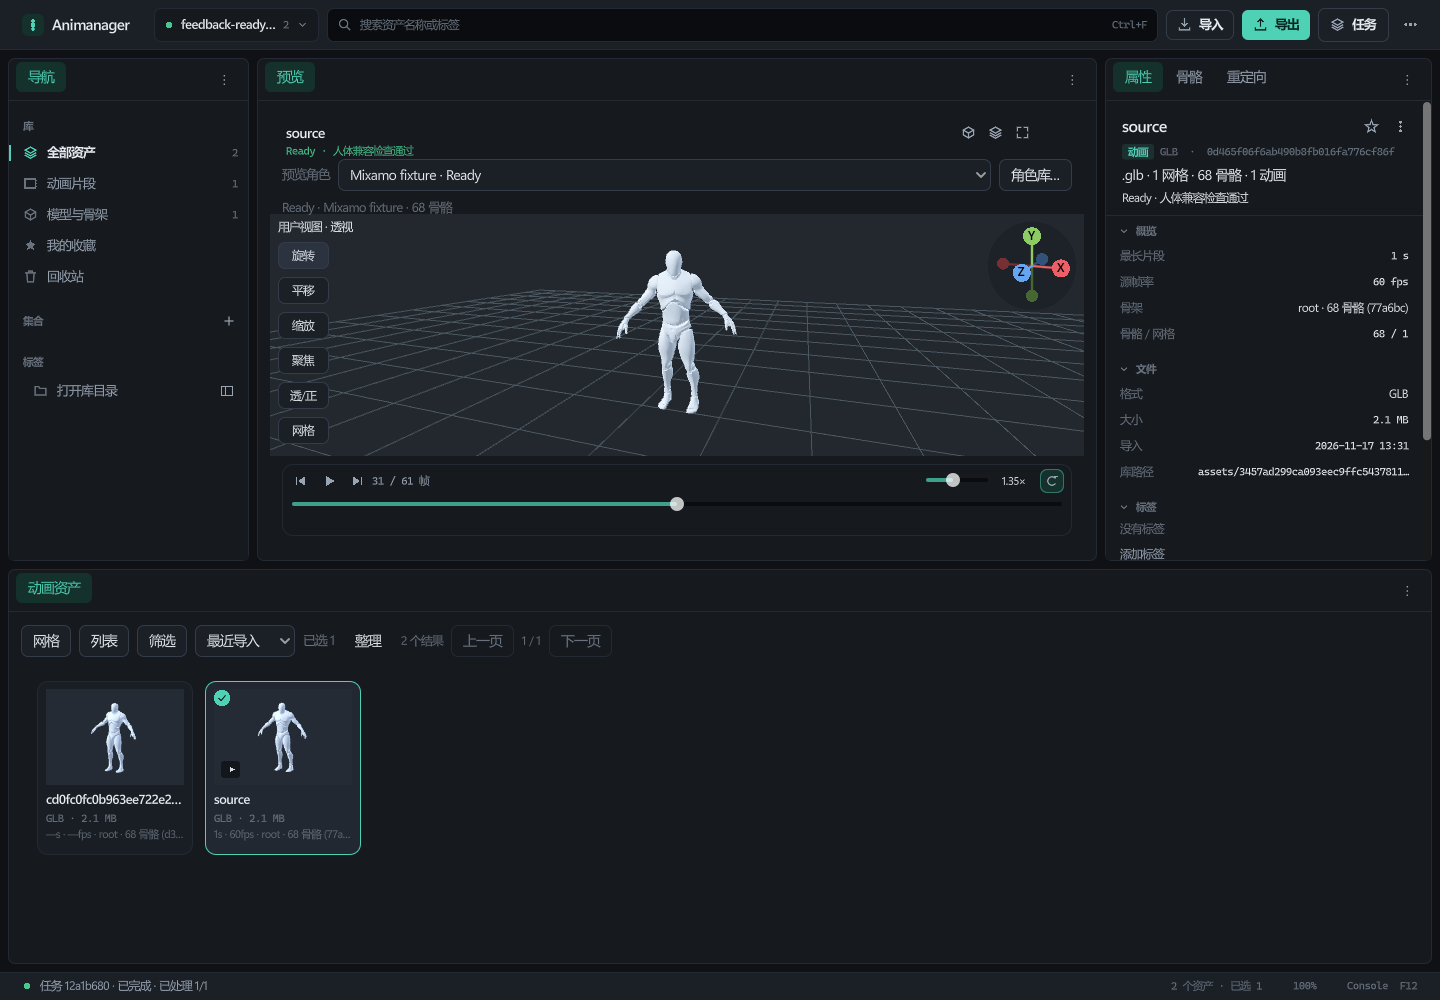 Animanager
feedback-ready... 2
搜索资产名称或标签 Ctrl+F
导入
导出
任务
导航
库
全部资产 2
动画片段 1
模型与骨架 1
我的收藏
回收站
集合
标签
打开库目录
预览
source
Ready · 人体兼容检查通过
预览角色 Mixamo fixture · Ready 角色库...
Ready · Mixamo fixture · 68 骨骼
用户视图 · 透视
旋转
平移
缩放
聚焦
透/正
网格
Y
Z
X
31 / 61 帧 1.35×
属性 骨骼 重定向
source
动画 GLB · 0d465f06f6ab490b8fb016fa776cf86f
.glb · 1 网格 · 68 骨骼 · 1 动画
Ready · 人体兼容检查通过
概览
最长片段 1 s
源帧率 60 fps
骨架 root · 68 骨骼 (77a6bc)
骨骼 / 网格 68 / 1
文件
格式 GLB
大小 2.1 MB
导入 2026-11-17 13:31
库路径 assets/3457ad299ca093eec9ffc5437811…
标签
没有标签
添加标签
动画资产
网格 列表 筛选 最近导入 已选 1 整理 2 个结果 上一页 1 / 1 下一页
cd0fc0fc0b963ee722e2...
GLB · 2.1 MB
—s · —fps · root · 68 骨骼 (d3...
source
GLB · 2.1 MB
1s · 60fps · root · 68 骨骼 (77a...
任务 12a1b680 · 已完成 · 已处理 1/1
2 个资产 · 已选 1 100% Console F12